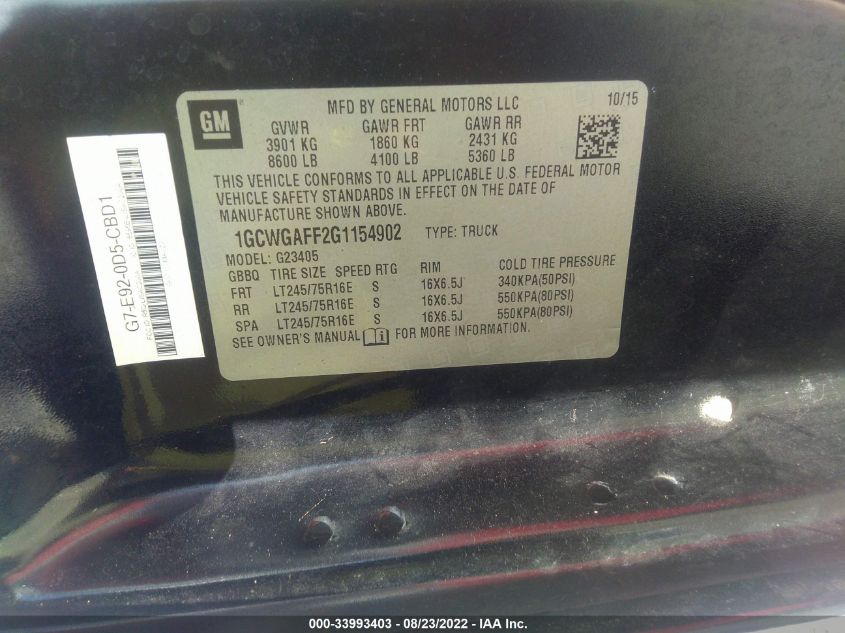 GM
MFD BY GENERAL MOTORS LLC 10/15
GVWR GAWR FRT GAWR RR
3901 KG 1860 KG 2431 KG
8600 LB 4100 LB 5360 LB
THIS VEHICLE CONFORMS TO ALL APPLICABLE U.S. FEDERAL MOTOR
VEHICLE SAFETY STANDARDS IN EFFECT ON THE DATE OF
MANUFACTURE SHOWN ABOVE.
1GCWGAFF2G1154902 TYPE: TRUCK
MODEL: G23405
GBBQ TIRE SIZE SPEED RTG RIM COLD TIRE PRESSURE
FRT LT245/75R16E S 16X6.5J 340KPA(50PSI)
RR LT245/75R16E S 16X6.5J 550KPA(80PSI)
SPA LT245/75R16E S 16X6.5J 550KPA(80PSI)
SEE OWNER'S MANUAL FOR MORE INFORMATION.
G7-E92-0D5-CBD1
000-33993403 - 08/23/2022 - IAA Inc.